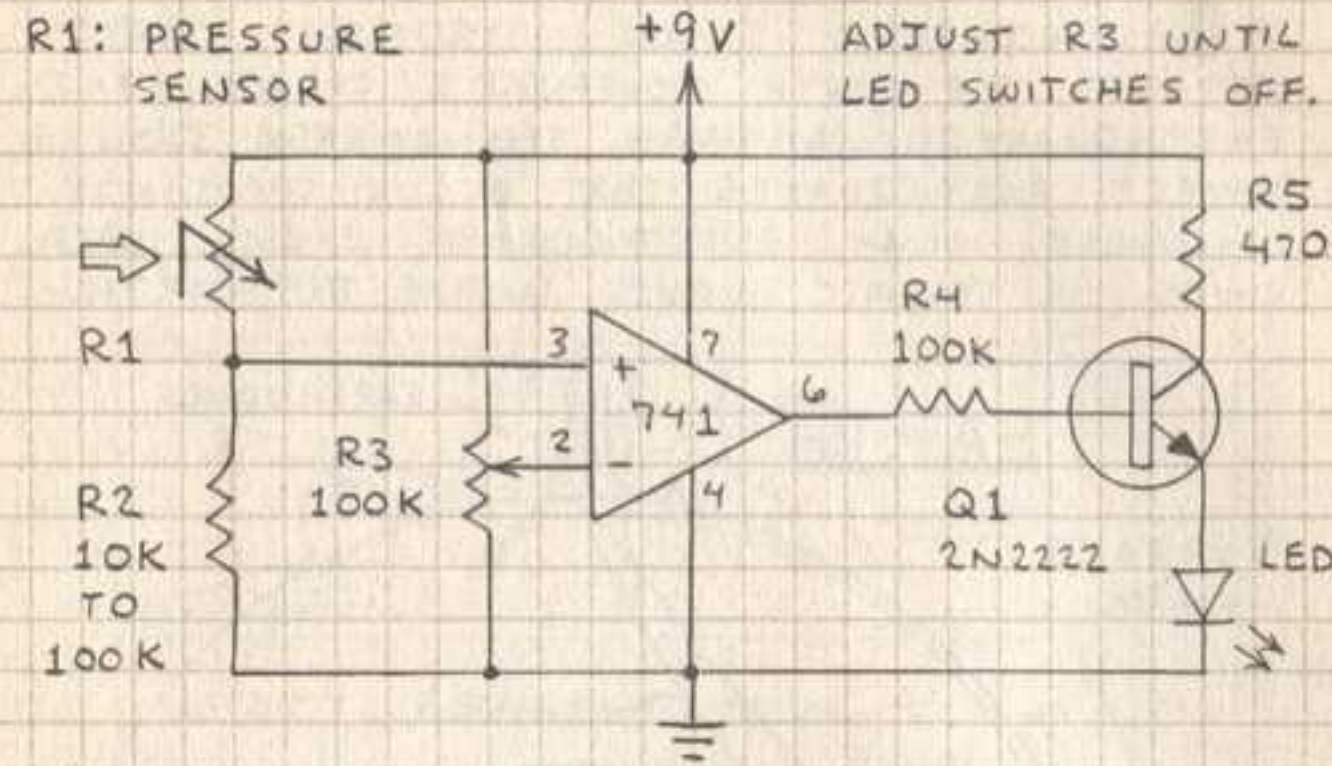 R1: PRESSURE
SENSOR
+9V
ADJUST R3 UNTIL
LED SWITCHES OFF.
R5
470
R1
3
+
7
741
2
-
4
6
R4
100K
R3
100K
R2
10K
TO
100K
Q1
2N2222
LED